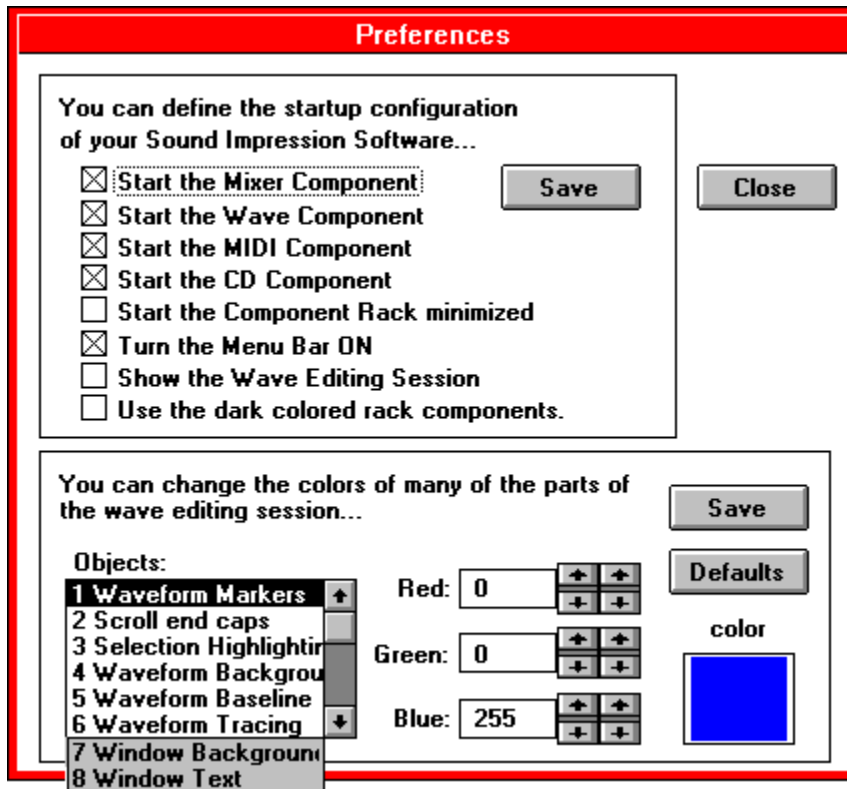 Preferences
You can define the startup configuration
of your Sound Impression Software...
Start the Mixer Component
Save
Close
Start the Wave Component
Start the MIDI Component
Start the CD Component
Start the Component Rack minimized
Turn the Menu Bar ON
Show the Wave Editing Session
Use the dark colored rack components.
You can change the colors of many of the parts of
the wave editing session...
Save
Defaults
Objects:
1 Waveform Markers
2 Scroll end caps
3 Selection Highlightin
4 Waveform Backgrou
5 Waveform Baseline
6 Waveform Tracing
7 Window Background
8 Window Text
Red: 0
Green: 0
Blue: 255
color